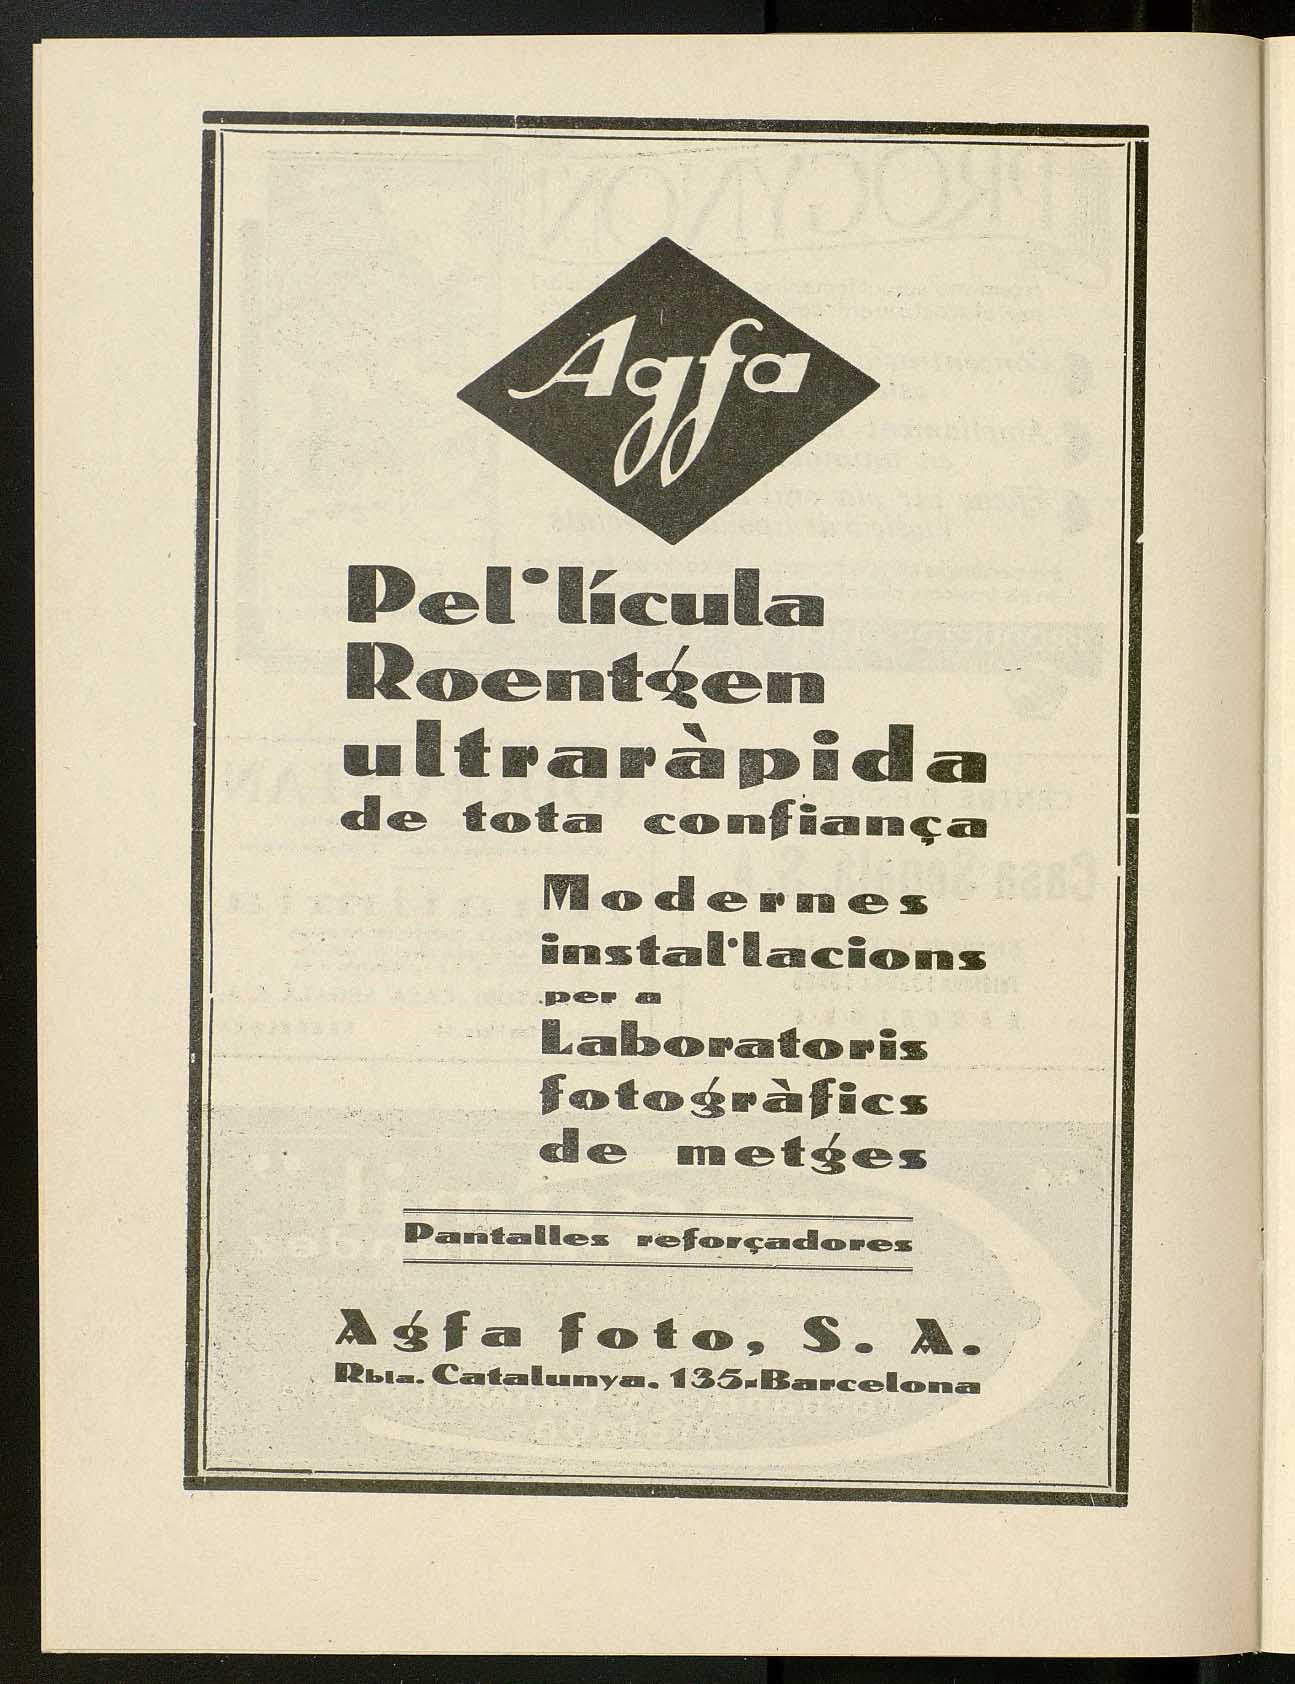 Agfa
Pel·lícula
Roentgen
ultraràpida
de tota confiança
Modernes
instal·lacions
per a
Laboratoris
fotogràfics
de metges
Pantalles reforçadores
Agfa foto, S. A.
Rbla. Catalunya, 135-Barcelona